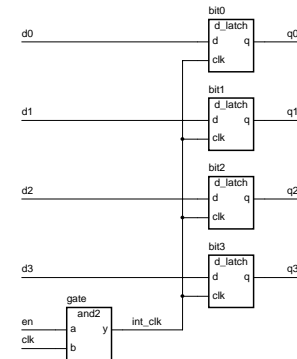 bit0
d_latch
d0
d
q
q0
clk
bit1
d_latch
d1
d
q
q1
clk
bit2
d_latch
d2
d
q
q2
clk
bit3
d_latch
d3
d
q
q3
clk
gate
and2
en
a
y
int_clk
clk
b